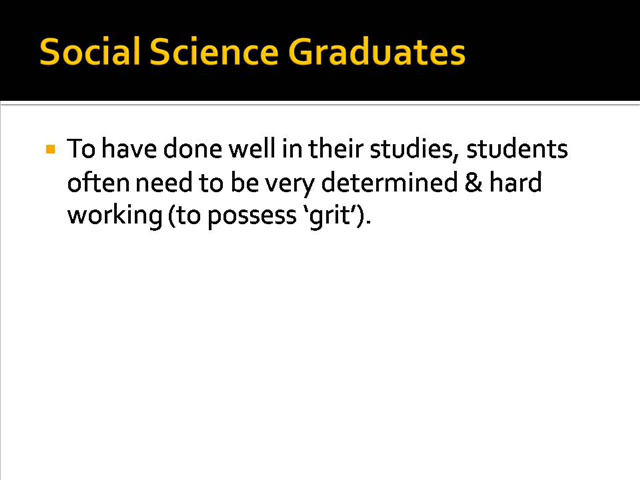 Social Science Graduates
To have done well in their studies, students
often need to be very determined & hard
working (to possess ‘grit’).